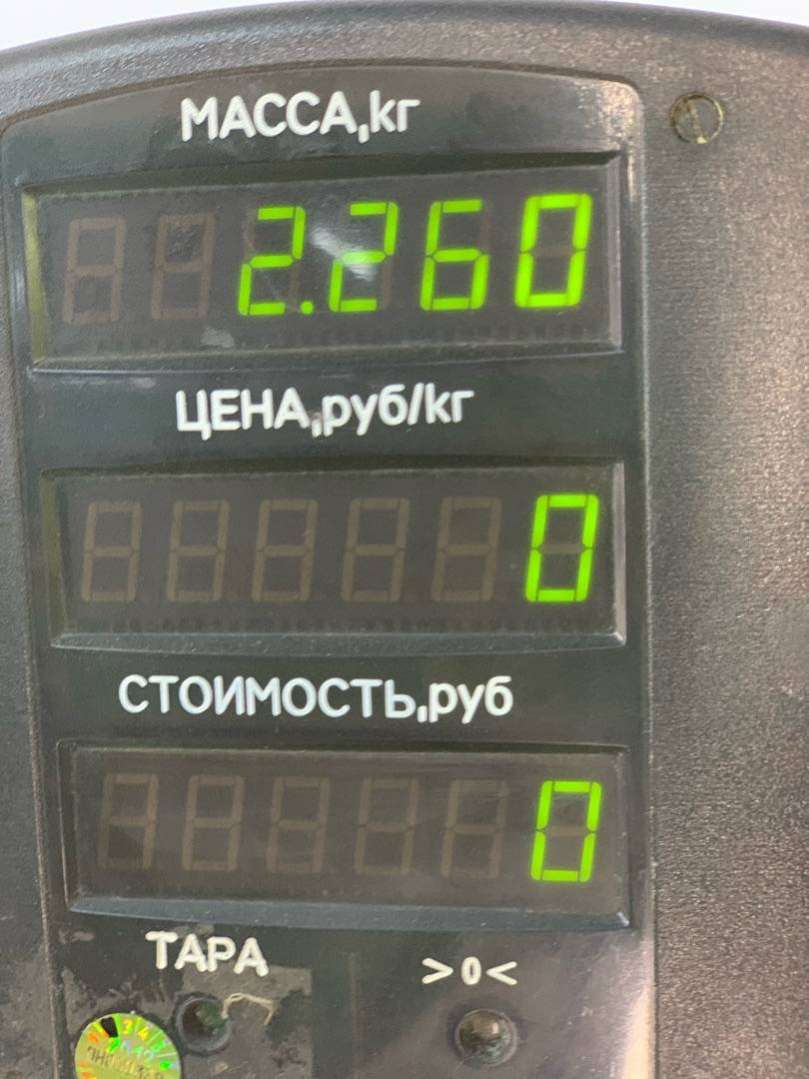 МАССА,кг
2.260
ЦЕНА,руб/кг
0
СТОИМОСТЬ,руб
0
ТАРА >0<